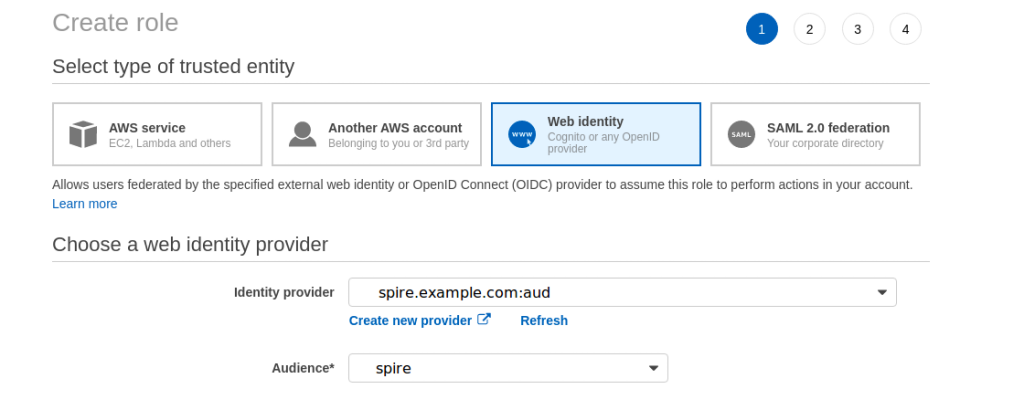 Create role
1 2 3 4
Select type of trusted entity
AWS service
EC2, Lambda and others
Another AWS account
Belonging to you or 3rd party
www
Web identity
Cognito or any OpenID
provider
SAML
SAML 2.0 federation
Your corporate directory
Allows users federated by the specified external web identity or OpenID Connect (OIDC) provider to assume this role to perform actions in your account.
Learn more
Choose a web identity provider
Identity provider spire.example.com:aud
Create new provider Refresh
Audience* spire